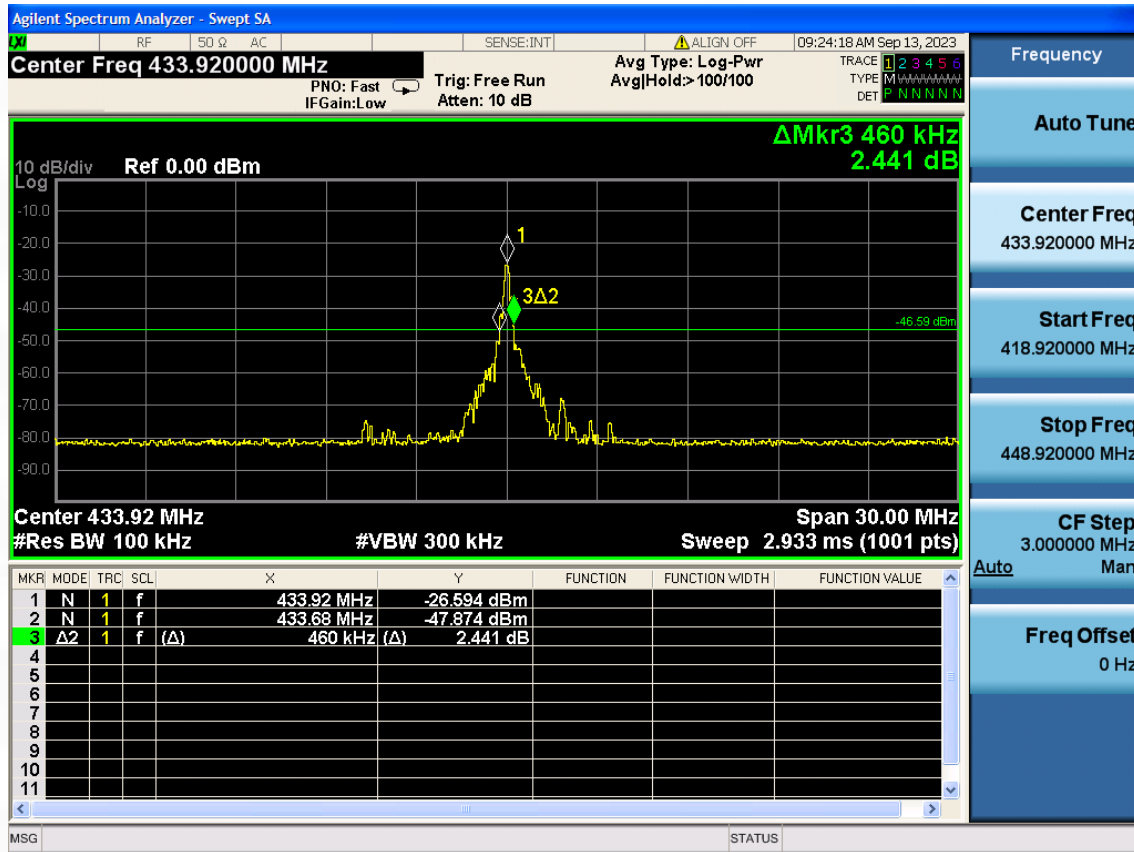 Agilent Spectrum Analyzer - Swept SA
LXI RF 50 Ω AC SENSE:INT ALIGN OFF 09:24:18 AM Sep 13, 2023
Center Freq 433.920000 MHz
PNO: Fast
IFGain:Low
Trig: Free Run
Atten: 10 dB
Avg Type: Log-Pwr
Avg|Hold:>100/100
TRACE 1 2 3 4 5 6
TYPE M WWWWW
DET P N N N N N
ΔMkr3 460 kHz
2.441 dB
10 dB/div Ref 0.00 dBm
Log
-10.0
-20.0
-30.0
-40.0
-50.0
-60.0
-70.0
-80.0
-90.0
1
3Δ2
-46.59 dBm
Center 433.92 MHz Span 30.00 MHz
#Res BW 100 kHz #VBW 300 kHz Sweep 2.933 ms (1001 pts)
MKR MODE TRC SCL X Y FUNCTION FUNCTION WIDTH FUNCTION VALUE
1 N 1 f 433.92 MHz -26.594 dBm
2 N 1 f 433.68 MHz -47.874 dBm
3 Δ2 1 f (Δ) 460 kHz (Δ) 2.441 dB
4
5
6
7
8
9
10
11
MSG STATUS
Frequency
Auto Tune
Center Freq
433.920000 MHz
Start Freq
418.920000 MHz
Stop Freq
448.920000 MHz
CF Step
3.000000 MHz
Auto Man
Freq Offset
0 Hz